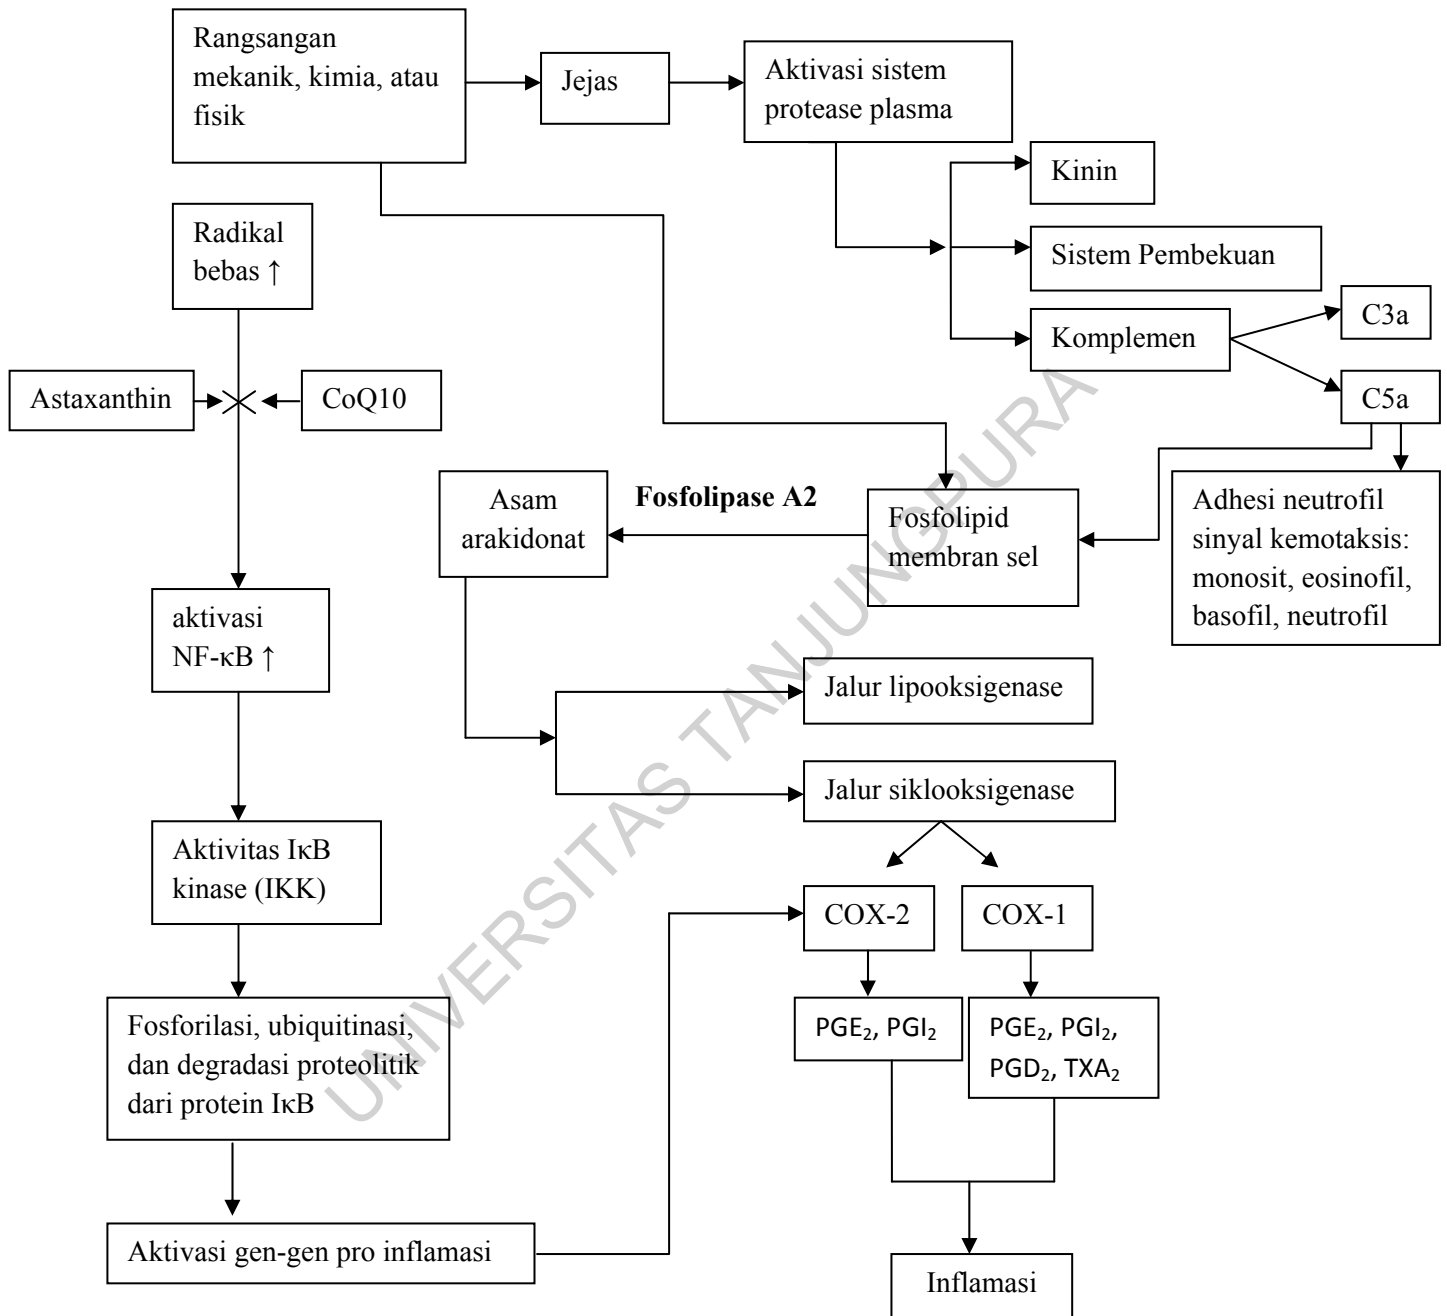 Rangsangan
mekanik, kimia, atau
fisik
Jejas
Aktivasi sistem
protease plasma
Kinin
Radikal
bebas ↑
Sistem Pembekuan
C3a
Komplemen
Astaxanthin
CoQ10
C5a
Asam
arakidonat
Fosfolipase A2
Fosfolipid
membran sel
Adhesi neutrofil
sinyal kemotaksis:
monosit, eosinofil,
basofil, neutrofil
aktivasi
NF-κB ↑
Jalur lipooksigenase
Jalur siklooksigenase
Aktivitas IκB
kinase (IKK)
COX-2
COX-1
Fosforilasi, ubiquitinasi,
dan degradasi proteolitik
dari protein IκB
PGE₂, PGI₂
PGE₂, PGI₂,
PGD₂, TXA₂
Aktivasi gen-gen pro inflamasi
Inflamasi
UNIVERSITAS TANJUNGPURA